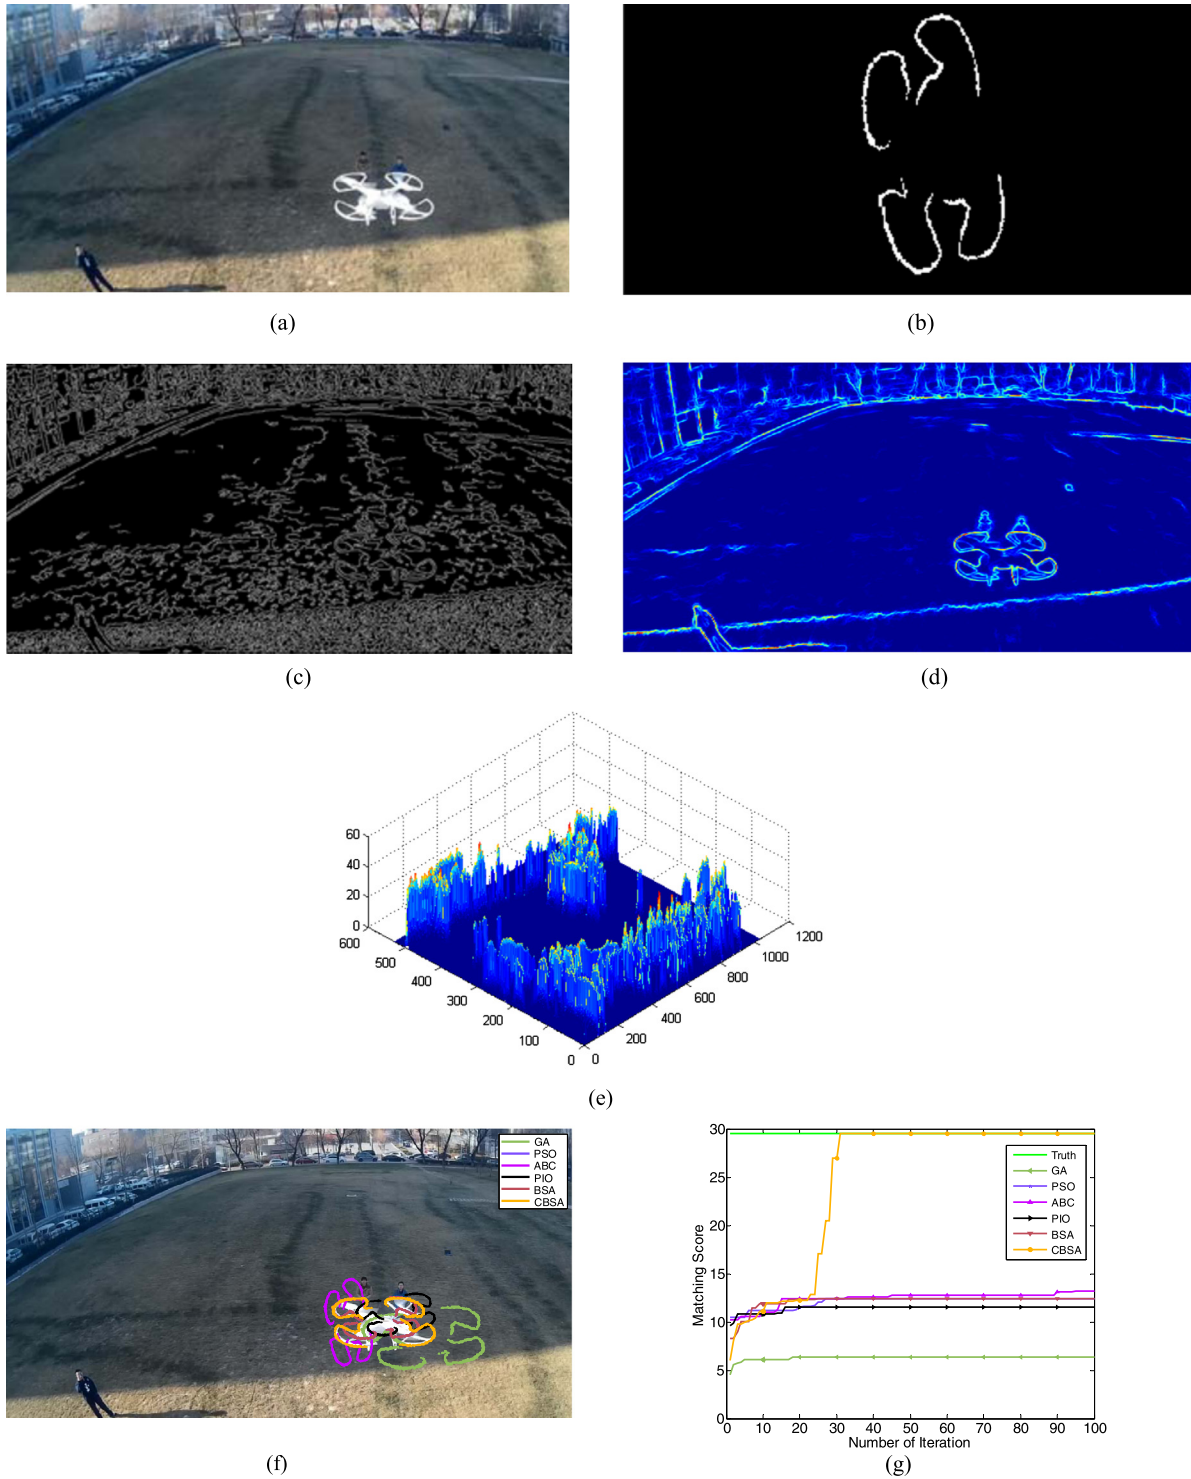 (a)
(b)
(c)
(d)
60
40
20
0
600
500
400
300
200
100
0
0
200
400
600
800
1000
1200
(e)
GA
PSO
ABC
PIO
BSA
CBSA
(f)
30
25
20
15
10
5
0
Matching Score
Truth
GA
PSO
ABC
PIO
BSA
CBSA
0 10 20 30 40 50 60 70 80 90 100
Number of Iteration
(g)